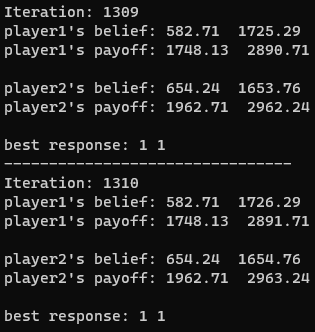 Iteration: 1309
player1's belief: 582.71  1725.29
player1's payoff: 1748.13  2890.71

player2's belief: 654.24  1653.76
player2's payoff: 1962.71  2962.24

best response: 1 1
--------------------------------
Iteration: 1310
player1's belief: 582.71  1726.29
player1's payoff: 1748.13  2891.71

player2's belief: 654.24  1654.76
player2's payoff: 1962.71  2963.24

best response: 1 1